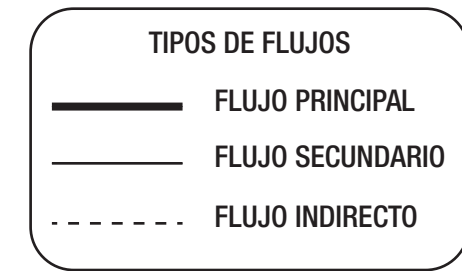 TIPOS DE FLUJOS
FLUJO PRINCIPAL
FLUJO SECUNDARIO
FLUJO INDIRECTO